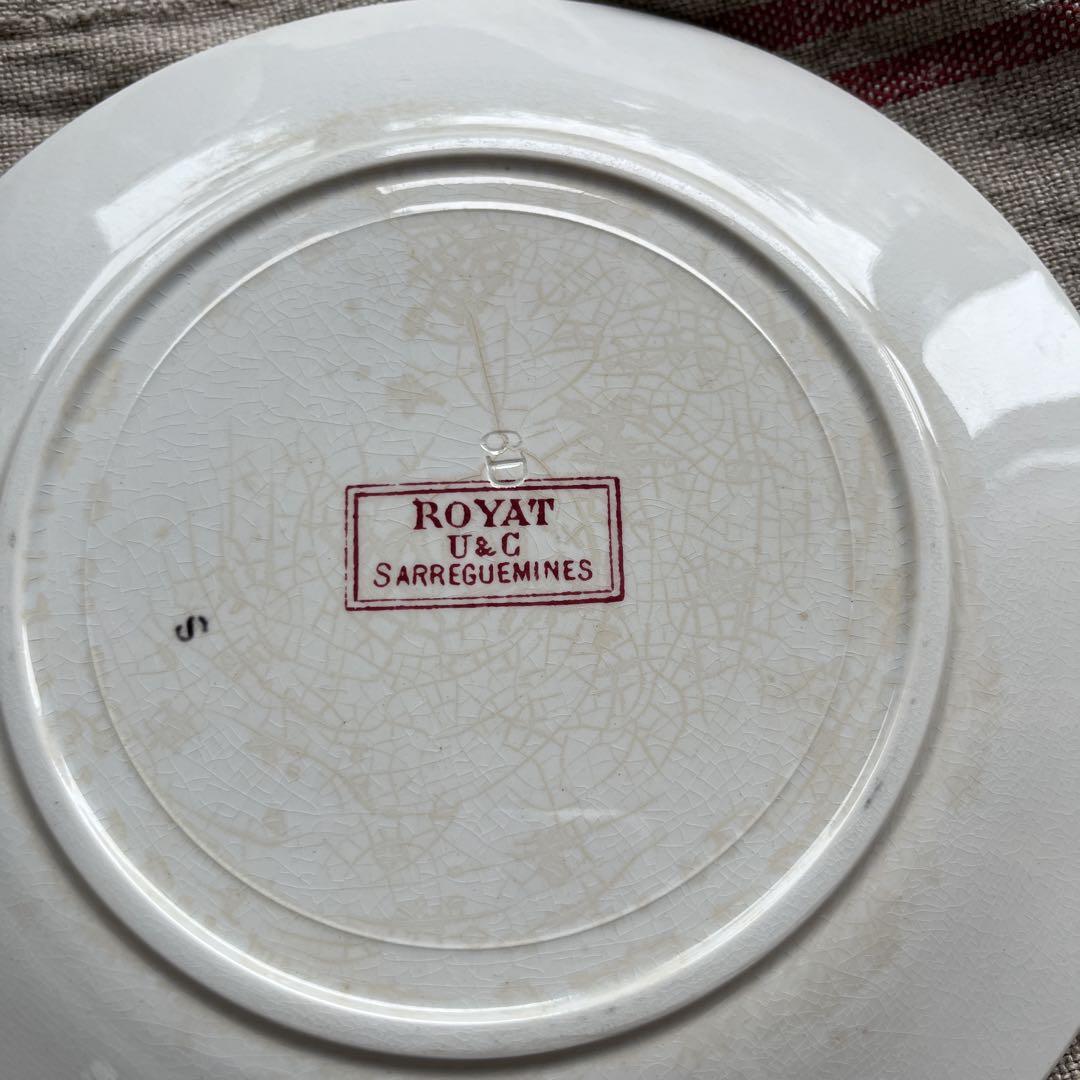 ROYAT
U & C
SARREGUEMINES
S